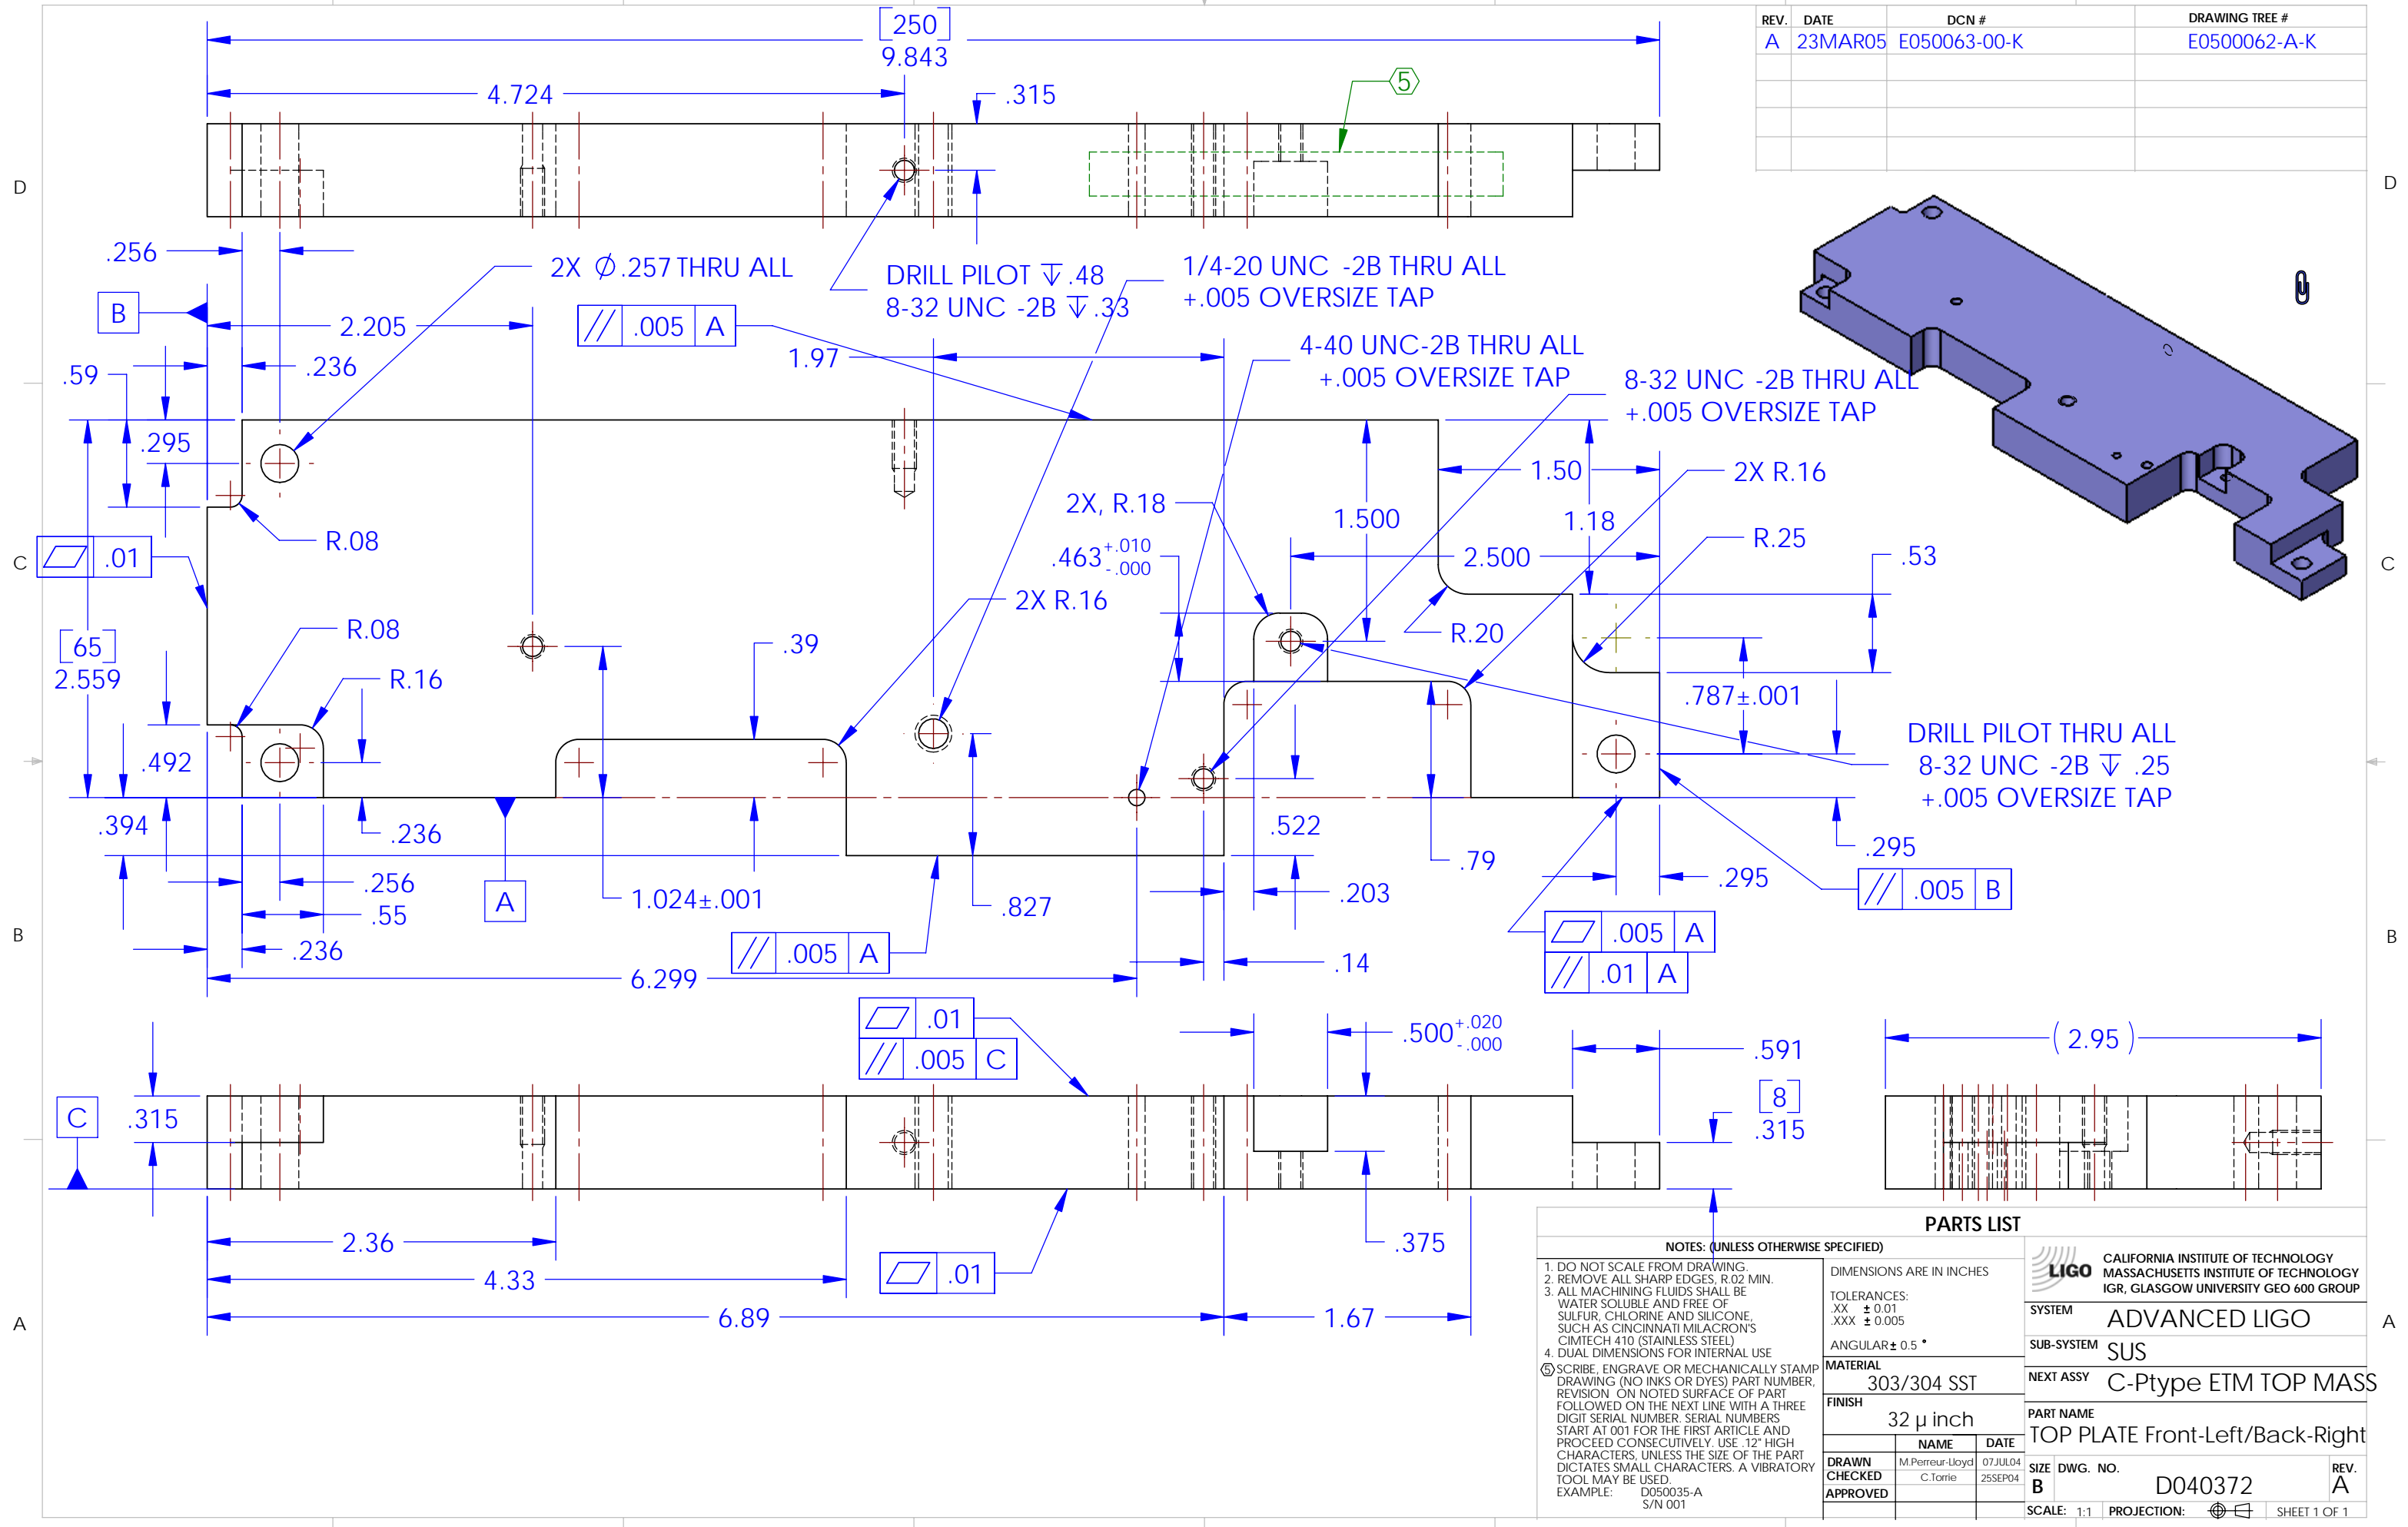 [250]
9.843
4.724
.315
5
REV. DATE DCN # DRAWING TREE #
A 23MAR05 E050063-00-K E0500062-A-K
D
D
.256
2X Ø.257 THRU ALL
DRILL PILOT ↧.48
8-32 UNC -2B ↧.33
1/4-20 UNC -2B THRU ALL
+.005 OVERSIZE TAP
B
2.205
// .005 A
1.97
4-40 UNC-2B THRU ALL
+.005 OVERSIZE TAP
8-32 UNC -2B THRU ALL
+.005 OVERSIZE TAP
.59
.236
.295
1.50
2X R.16
2X, R.18
1.500
1.18
R.08
R.25
C
⏥ .01
.463 +.010
-.000
2.500
.53
C
2X R.16
R.08
R.20
[65]
2.559
.39
R.16
.787±.001
DRILL PILOT THRU ALL
8-32 UNC -2B ↧ .25
+.005 OVERSIZE TAP
.492
.394
.236
.522
.79
.295
.256
A
1.024±.001
.827
.203
.295
// .005 B
.55
B
.236
// .005 A
⏥ .005 A
// .01 A
B
6.299
.14
⏥ .01
// .005 C
.500 +.020
-.000
.591
(2.95)
C
.315
[8]
.315
2.36
.375
4.33
⏥ .01
6.89
1.67
A
A
PARTS LIST
NOTES: (UNLESS OTHERWISE SPECIFIED)
1. DO NOT SCALE FROM DRAWING.
2. REMOVE ALL SHARP EDGES, R.02 MIN.
3. ALL MACHINING FLUIDS SHALL BE
WATER SOLUBLE AND FREE OF
SULFUR, CHLORINE AND SILICONE,
SUCH AS CINCINNATI MILACRON'S
CIMTECH 410 (STAINLESS STEEL)
4. DUAL DIMENSIONS FOR INTERNAL USE
5 SCRIBE, ENGRAVE OR MECHANICALLY STAMP
DRAWING (NO INKS OR DYES) PART NUMBER,
REVISION ON NOTED SURFACE OF PART
FOLLOWED ON THE NEXT LINE WITH A THREE
DIGIT SERIAL NUMBER. SERIAL NUMBERS
START AT 001 FOR THE FIRST ARTICLE AND
PROCEED CONSECUTIVELY. USE .12" HIGH
CHARACTERS, UNLESS THE SIZE OF THE PART
DICTATES SMALL CHARACTERS. A VIBRATORY
TOOL MAY BE USED.
EXAMPLE: D050035-A
S/N 001
DIMENSIONS ARE IN INCHES
TOLERANCES:
.XX ± 0.01
.XXX ± 0.005
ANGULAR ± 0.5 °
MATERIAL
303/304 SST
FINISH
32 µ inch
NAME DATE
DRAWN M.Perreur-Lloyd 07JUL04
CHECKED C.Torrie 25SEP04
APPROVED
LIGO
CALIFORNIA INSTITUTE OF TECHNOLOGY
MASSACHUSETTS INSTITUTE OF TECHNOLOGY
IGR, GLASGOW UNIVERSITY GEO 600 GROUP
SYSTEM ADVANCED LIGO
SUB-SYSTEM SUS
NEXT ASSY C-Ptype ETM TOP MASS
PART NAME
TOP PLATE Front-Left/Back-Right
SIZE DWG. NO. REV.
B D040372 A
SCALE: 1:1 PROJECTION: SHEET 1 OF 1